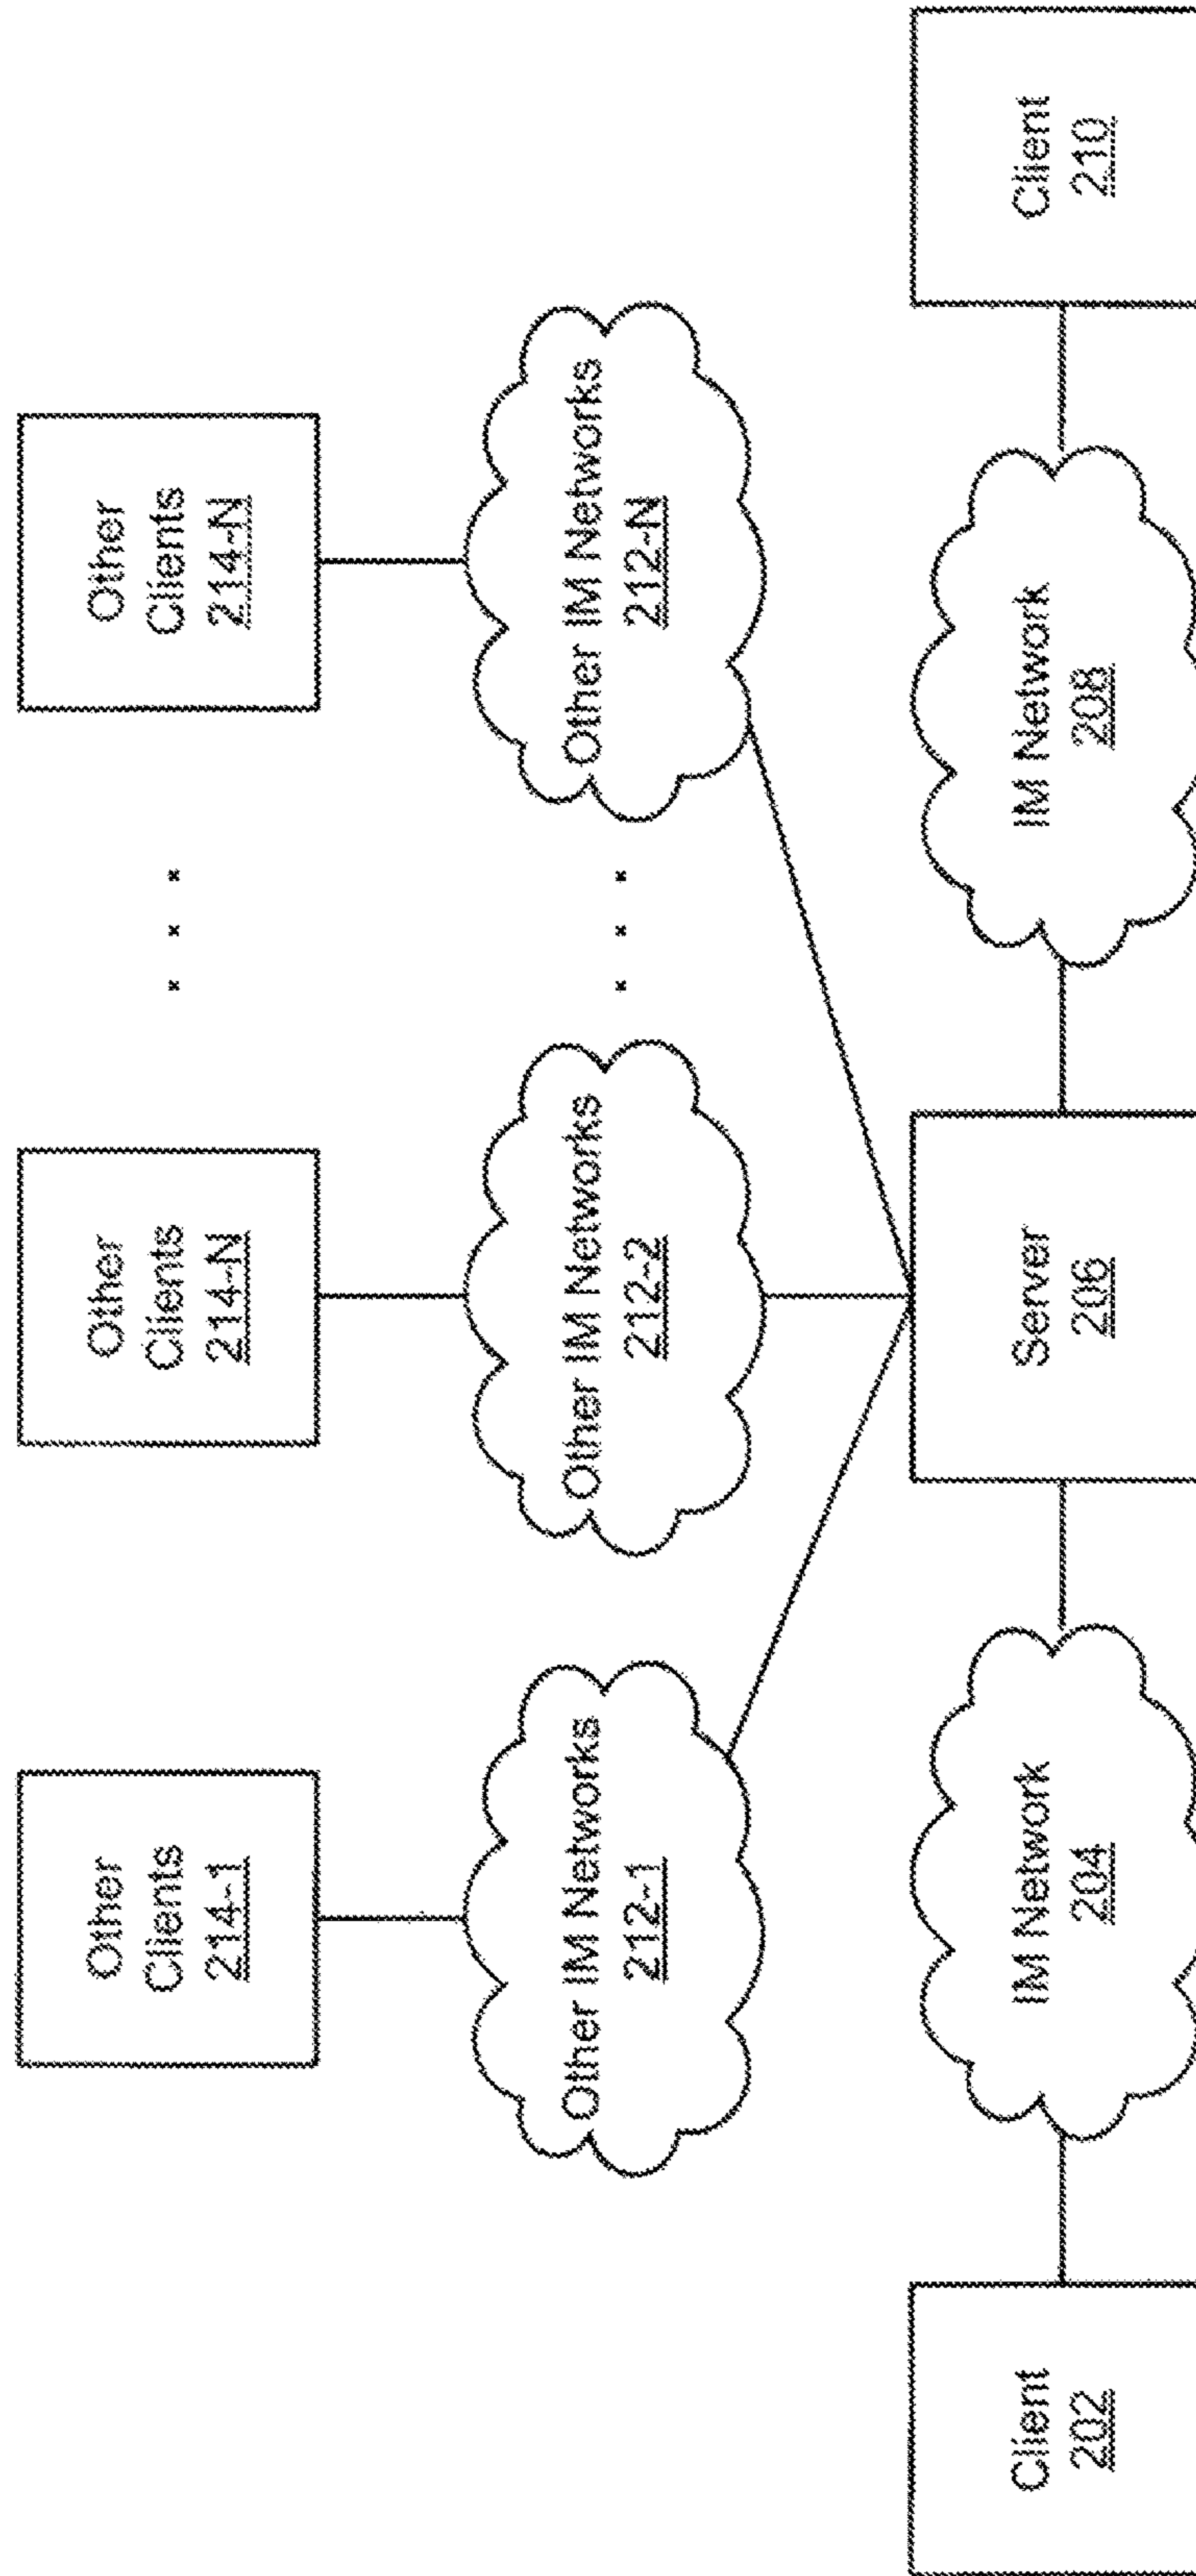 Other
Clients
214-1
Other
Clients
214-N
Other
Clients
214-N
Other IM Networks
212-1
Other IM Networks
212-2
Other IM Networks
212-N
Client
202
IM Network
204
Server
206
IM Network
208
Client
210